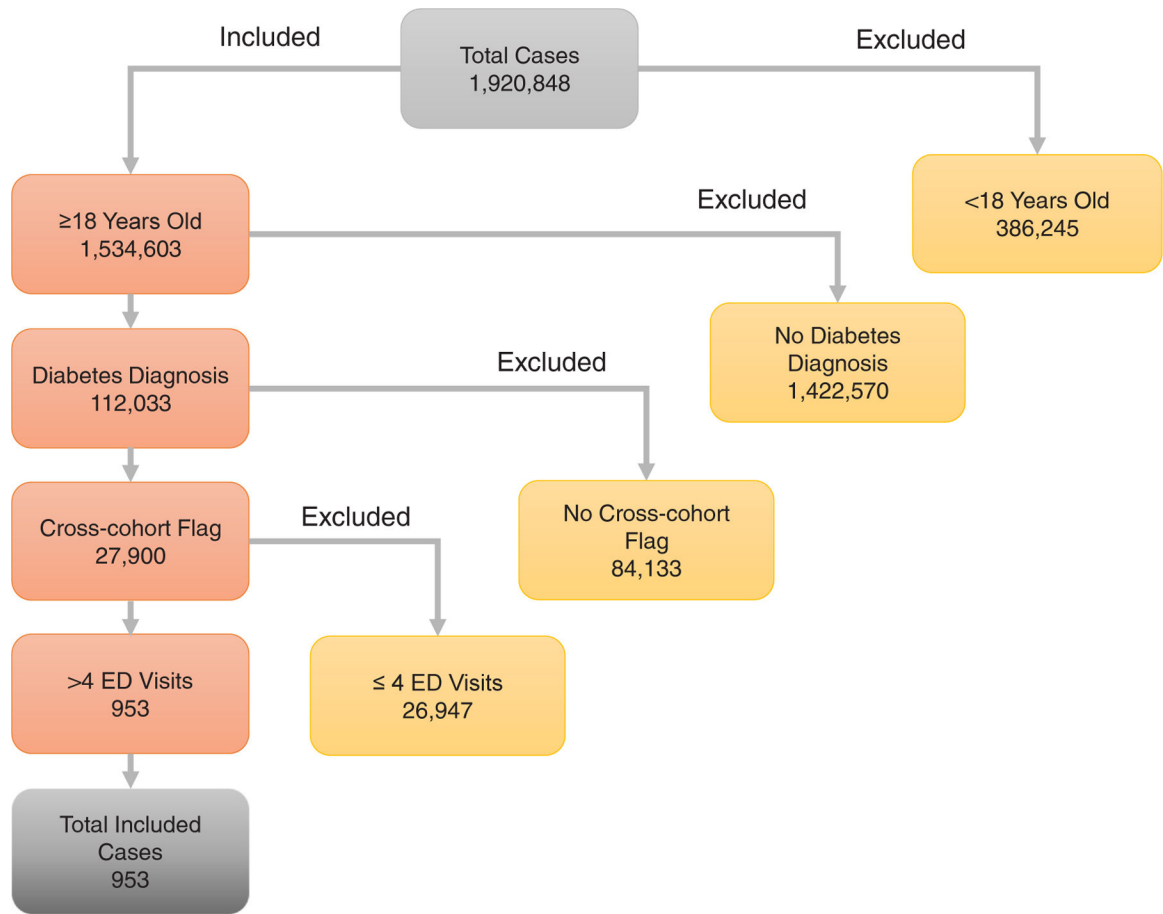 Included
Total Cases
1,920,848
Excluded
≥18 Years Old
1,534,603
Excluded
<18 Years Old
386,245
Diabetes Diagnosis
112,033
Excluded
No Diabetes
Diagnosis
1,422,570
Cross-cohort Flag
27,900
Excluded
No Cross-cohort
Flag
84,133
>4 ED Visits
953
≤ 4 ED Visits
26,947
Total Included
Cases
953